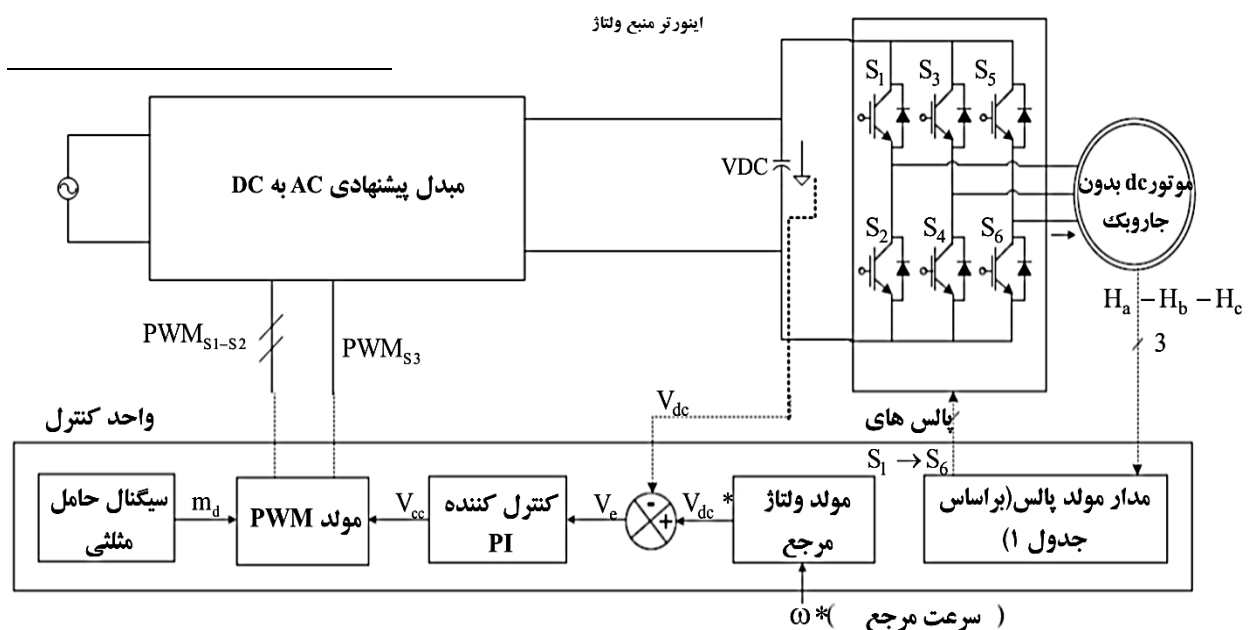 اینورتر منبع ولتاژ
S1
S3
S5
مبدل پیشنهادی AC به DC
VDC
موتور dc بدون
جاروبک
S2
S4
S6
Ha – Hb – Hc
PWMS1–S2
PWMS3
3
Vdc
پالس های
واحد کنترل
S1 → S6
سیگنال حامل
مثلثی
md
مولد PWM
Vcc
کنترل کننده
PI
Ve
-
+
Vdc*
مولد ولتاژ
مرجع
مدار مولد پالس(براساس
جدول ۱)
ω*( سرعت مرجع )